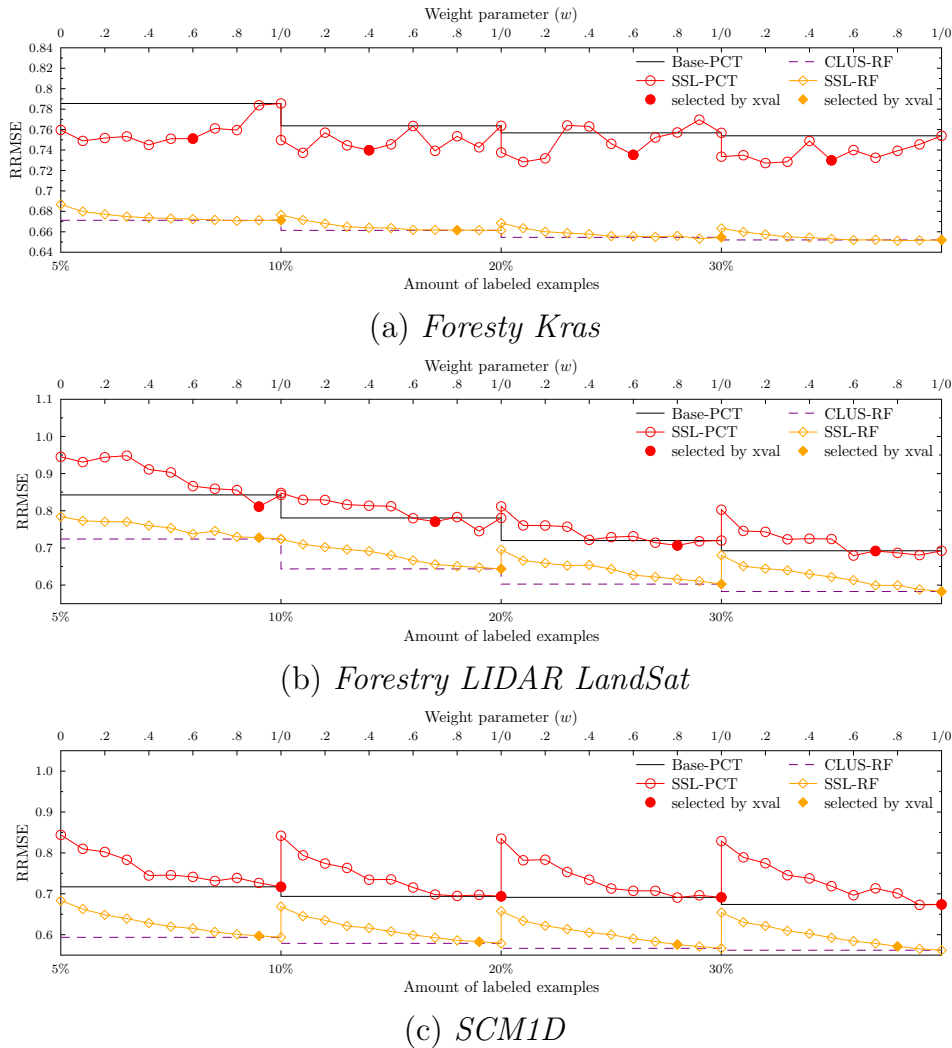 Weight parameter (w)
0 .2 .4 .6 .8 1/0 .2 .4 .6 .8 1/0 .2 .4 .6 .8 1/0 .2 .4 .6 .8 1/0
0.84
0.82
0.8
0.78
0.76
0.74
0.72
0.7
0.68
0.66
0.64
RRMSE
Base-PCT
SSL-PCT
selected by xval
CLUS-RF
SSL-RF
selected by xval
5% 10% 20% 30%
Amount of labeled examples
(a) Foresty Kras
Weight parameter (w)
0 .2 .4 .6 .8 1/0 .2 .4 .6 .8 1/0 .2 .4 .6 .8 1/0 .2 .4 .6 .8 1/0
1.1
1.0
0.9
0.8
0.7
0.6
RRMSE
Base-PCT
SSL-PCT
selected by xval
CLUS-RF
SSL-RF
selected by xval
5% 10% 20% 30%
Amount of labeled examples
(b) Forestry LIDAR LandSat
Weight parameter (w)
0 .2 .4 .6 .8 1/0 .2 .4 .6 .8 1/0 .2 .4 .6 .8 1/0 .2 .4 .6 .8 1/0
1.0
0.9
0.8
0.7
0.6
RRMSE
Base-PCT
SSL-PCT
selected by xval
CLUS-RF
SSL-RF
selected by xval
5% 10% 20% 30%
Amount of labeled examples
(c) SCM1D